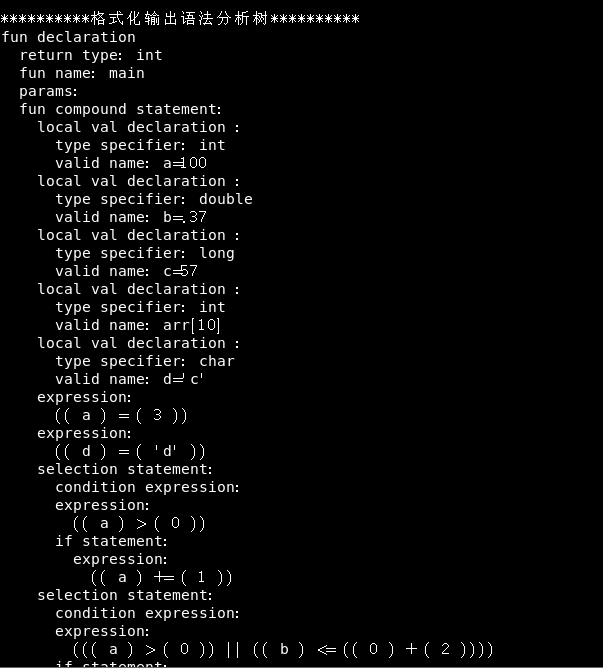 **********格式化输出语法分析树**********
fun declaration
  return type: int
  fun name: main
  params:
  fun compound statement:
    local val declaration :
      type specifier: int
      valid name: a=100
    local val declaration :
      type specifier: double
      valid name: b=.37
    local val declaration :
      type specifier: long
      valid name: c=57
    local val declaration :
      type specifier: int
      valid name: arr[10]
    local val declaration :
      type specifier: char
      valid name: d='c'
    expression:
      (( a ) = ( 3 ))
    expression:
      (( d ) = ( 'd' ))
    selection statement:
      condition expression:
      expression:
        (( a ) > ( 0 ))
      if statement:
        expression:
          (( a ) += ( 1 ))
    selection statement:
      condition expression:
      expression:
        ((( a ) > ( 0 )) || (( b ) <= (( 0 ) + ( 2 ))))
      if statement: